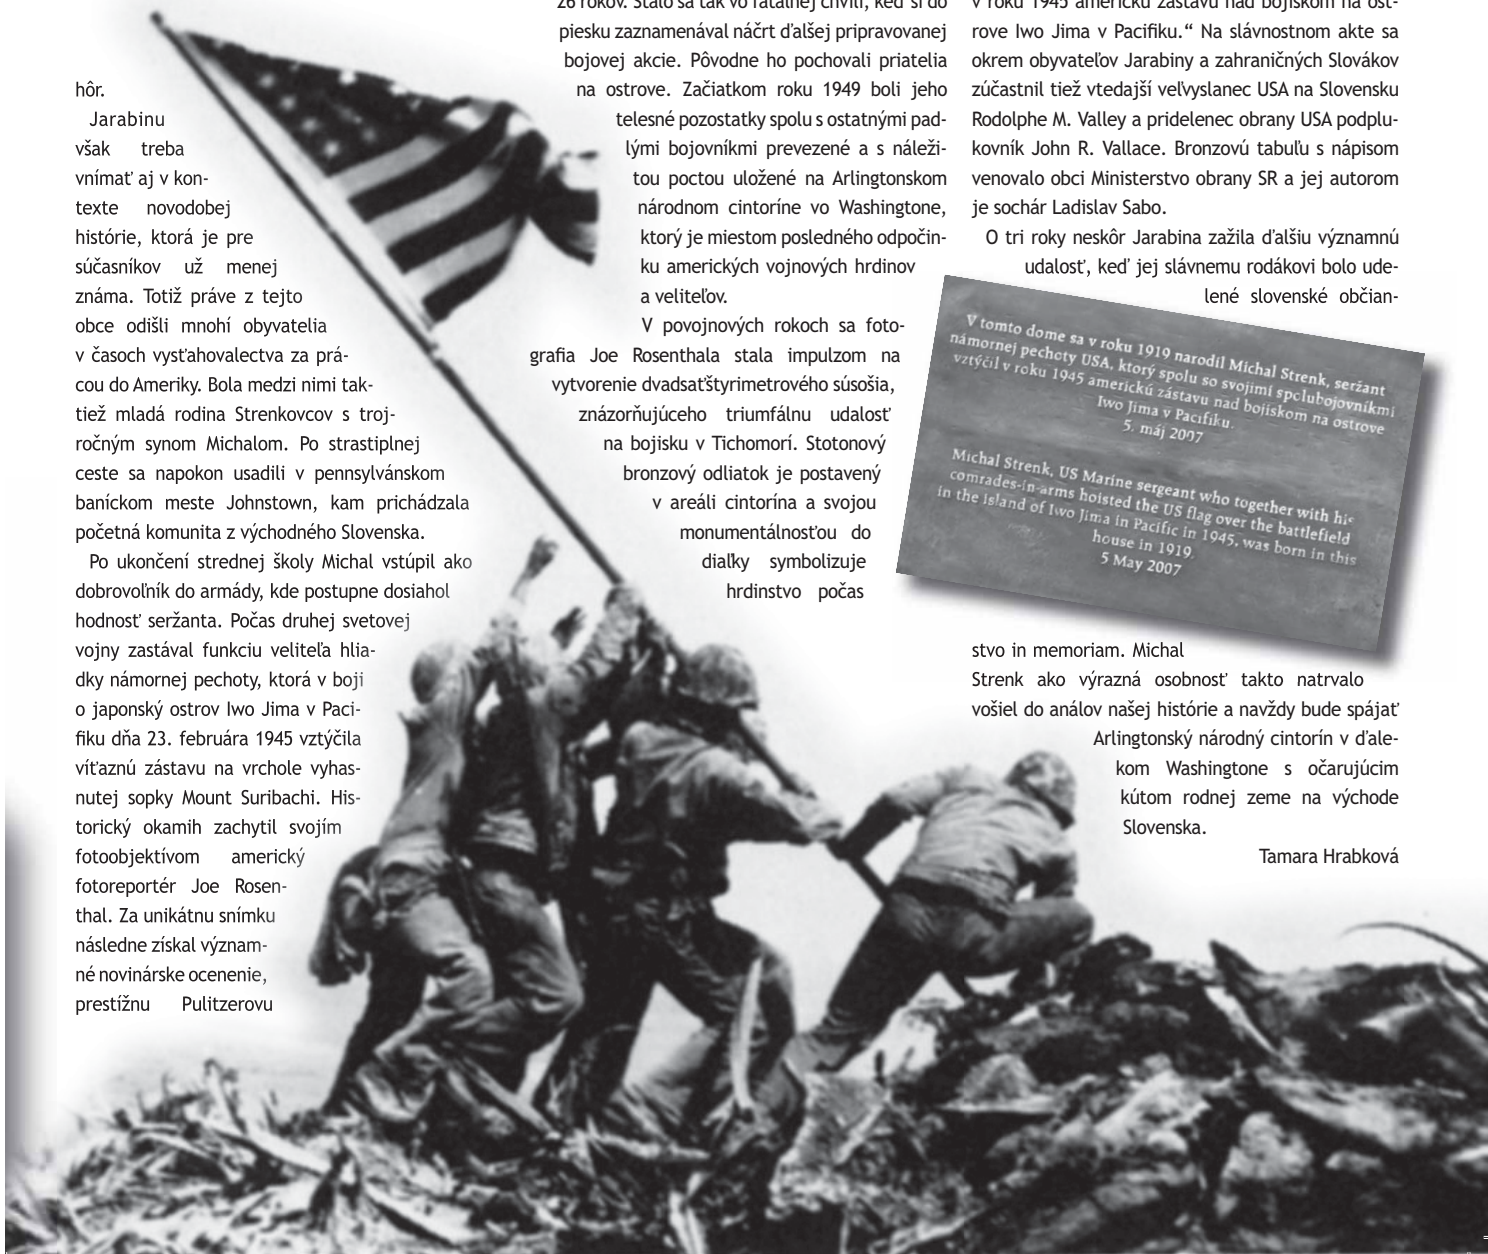 hôr.
Jarabinu
však treba
vnímať aj v kon-
texte novodobej
histórie, ktorá je pre
súčasníkov už menej
známa. Totiž práve z tejto
obce odišli mnohí obyvatelia
v časoch vysťahovalectva za prá-
cou do Ameriky. Bola medzi nimi tak-
tiež mladá rodina Strenkovcov s troj-
ročným synom Michalom. Po strastiplnej
ceste sa napokon usadili v pennsylvánskom
baníckom meste Johnstown, kam prichádzala
početná komunita z východného Slovenska.
Po ukončení strednej školy Michal vstúpil ako
dobrovoľník do armády, kde postupne dosiahol
hodnosť seržanta. Počas druhej svetovej
vojny zastával funkciu veliteľa hlia-
dky námornej pechoty, ktorá v boji
o japonský ostrov Iwo Jima v Paci-
fiku dňa 23. februára 1945 vztýčila
víťaznú zástavu na vrchole vyhas-
nutej sopky Mount Suribachi. His-
torický okamih zachytil svojím
fotoobjektívom americký
fotoreportér Joe Rosen-
thal. Za unikátnu snímku
následne získal význam-
né novinárske ocenenie,
prestížnu Pulitzerovu
26 rokov. Stalo sa tak vo fatálnej chvíli, keď si do
piesku zaznamenával náčrt ďalšej pripravovanej
bojovej akcie. Pôvodne ho pochovali priatelia
na ostrove. Začiatkom roku 1949 boli jeho
telesné pozostatky spolu s ostatnými pad-
lými bojovníkmi prevezené a s náleži-
tou poctou uložené na Arlingtonskom
národnom cintoríne vo Washingtone,
ktorý je miestom posledného odpočin-
ku amerických vojnových hrdinov
a veliteľov.
V povojnových rokoch sa foto-
grafia Joe Rosenthala stala impulzom na
vytvorenie dvadsaťštyrimetrového súsošia,
znázorňujúceho triumfálnu udalosť
na bojisku v Tichomorí. Stotonový
bronzový odliatok je postavený
v areáli cintorína a svojou
monumentálnosťou do
diaľky symbolizuje
hrdinstvo počas
v roku 1945 americkú zástavu nad bojiskom na ost-
rove Iwo Jima v Pacifiku.“ Na slávnostnom akte sa
okrem obyvateľov Jarabiny a zahraničných Slovákov
zúčastnil tiež vtedajší veľvyslanec USA na Slovensku
Rodolphe M. Valley a pridelenec obrany USA podplu-
kovník John R. Vallace. Bronzovú tabuľu s nápisom
venovalo obci Ministerstvo obrany SR a jej autorom
je sochár Ladislav Sabo.
O tri roky neskôr Jarabina zažila ďalšiu významnú
udalosť, keď jej slávnemu rodákovi bolo ude-
lené slovenské občian-
V tomto dome sa v roku 1919 narodil Michal Strenk, seržant
námornej pechoty USA, ktorý spolu so svojimi spolubojovníkmi
vztýčil v roku 1945 americkú zástavu nad bojiskom na ostrove
Iwo Jima v Pacifiku.
5. máj 2007
Michal Strenk, US Marine sergeant who together with his
comrades-in-arms hoisted the US flag over the battlefield
in the island of Iwo Jima in Pacific in 1945, was born in this
house in 1919.
5 May 2007
stvo in memoriam. Michal
Strenk ako výrazná osobnosť takto natrvalo
vošiel do análov našej histórie a navždy bude spájať
Arlingtonský národný cintorín v ďale-
kom Washingtone s očarujúcim
kútom rodnej zeme na východe
Slovenska.
Tamara Hrabková